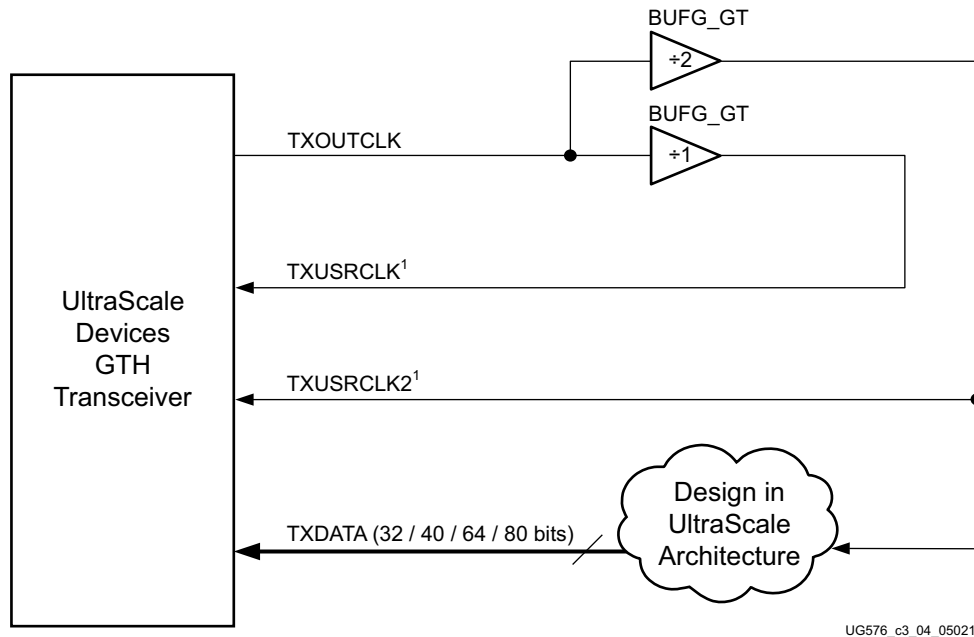 BUFG_GT
÷2
BUFG_GT
÷1
TXOUTCLK
TXUSRCLK¹
UltraScale
Devices
GTH
Transceiver
TXUSRCLK2¹
TXDATA (32 / 40 / 64 / 80 bits)
Design in
UltraScale
Architecture
UG576_c3_04_05021